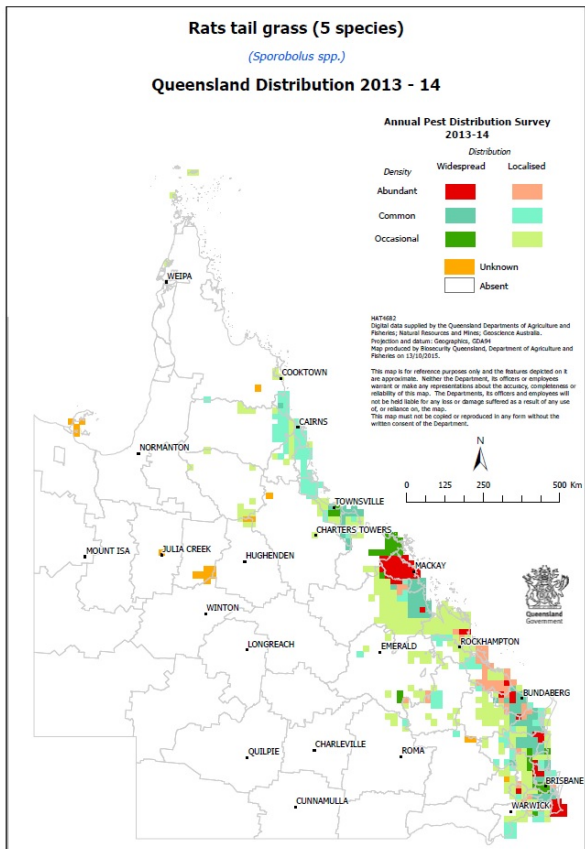 Rats tail grass (5 species)
(Sporobolus spp.)
Queensland Distribution 2013 - 14
Annual Pest Distribution Survey
2013-14
Distribution
Density Widespread Localised
Abundant
Common
Occasional
Unknown
Absent
HAT4682
Digital data supplied by the Queensland Departments of Agriculture and
Fisheries; Natural Resources and Mines; Geoscience Australia.
Projection and datum: Geographics, GDA94
Map produced by Biosecurity Queensland, Department of Agriculture and
Fisheries on 13/10/2015.
This map is for reference purposes only and the features depicted on it
are approximate. Neither the Department, its officers or employees
warrant or make any representations about the accuracy, completeness or
reliability of this map. The Departments, its officers and employees will
not be held liable for any loss or damage suffered as a result of any use
of, or reliance on, the map.
This map must not be copied or reproduced in any form without the
written consent of the Department.
N
0 125 250 500 Km
WEIPA
COOKTOWN
CAIRNS
NORMANTON
TOWNSVILLE
CHARTERS TOWERS
MOUNT ISA
JULIA CREEK
HUGHENDEN
MACKAY
WINTON
Queensland
Government
LONGREACH
EMERALD
ROCKHAMPTON
BUNDABERG
QUILPIE
CHARLEVILLE
ROMA
BRISBANE
CUNNAMULLA
WARWICK